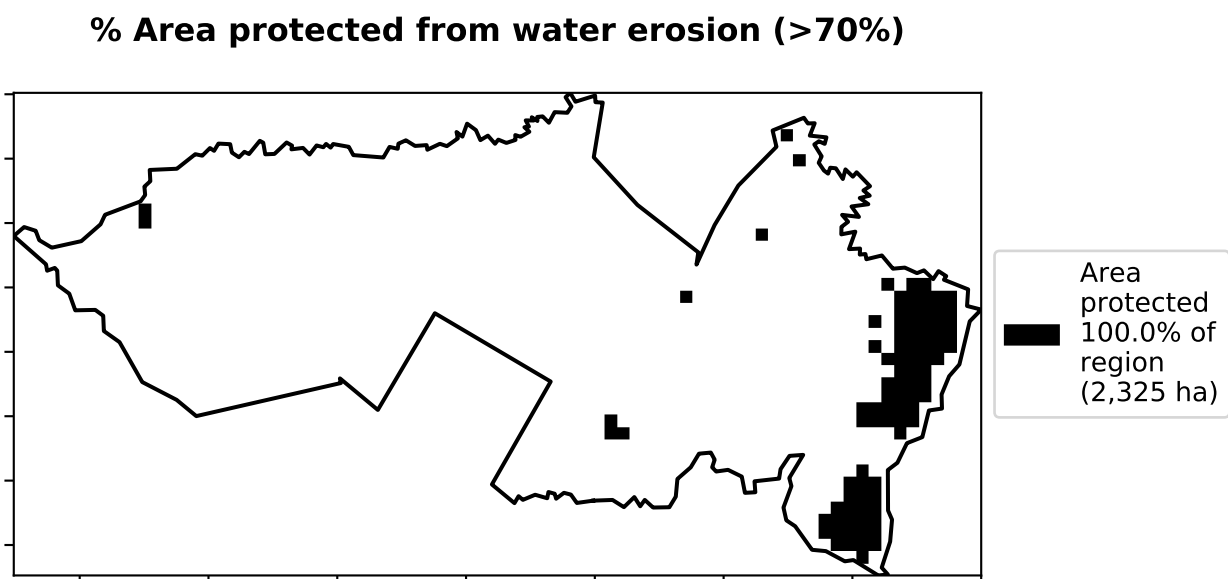 % Area protected from water erosion (>70%)
Area
protected
100.0% of
region
(2,325 ha)